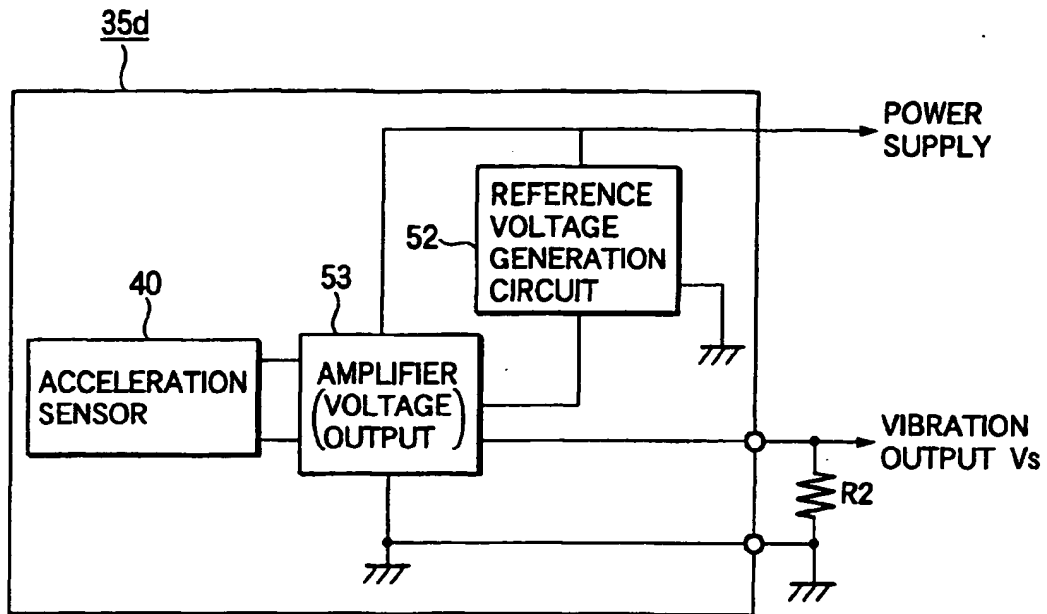 35d
POWER
SUPPLY
REFERENCE
VOLTAGE
GENERATION
CIRCUIT
52
40
53
ACCELERATION
SENSOR
AMPLIFIER
(VOLTAGE
OUTPUT)
VIBRATION
OUTPUT Vs
R2